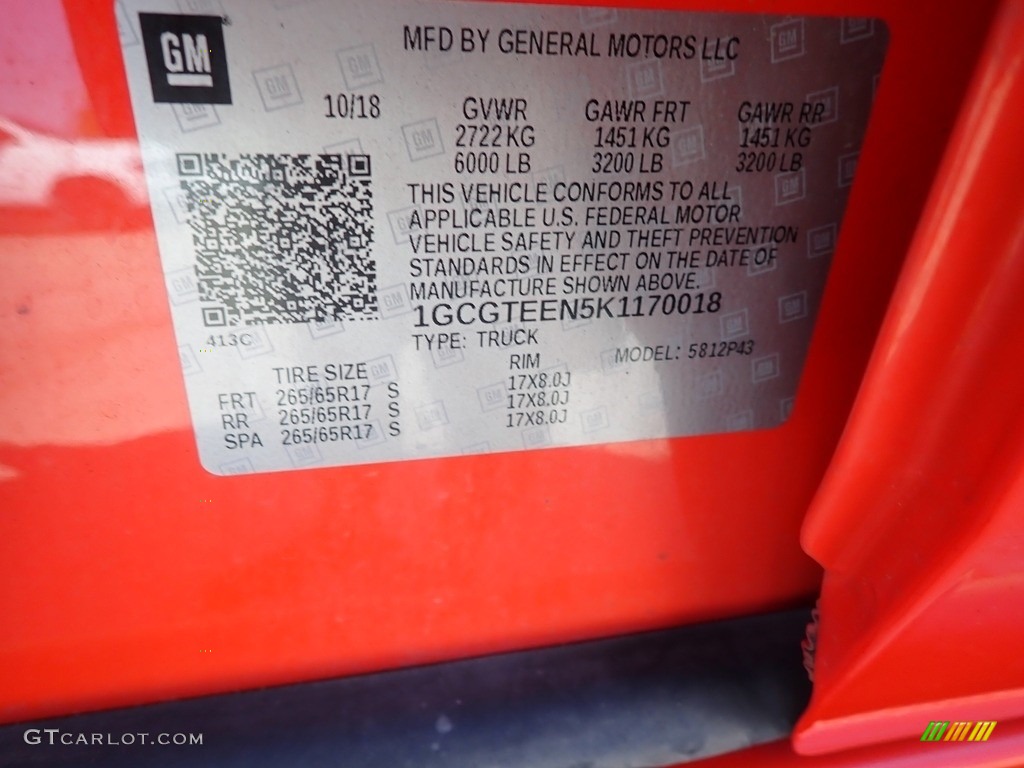 GM
MFD BY GENERAL MOTORS LLC
10/18 GVWR GAWR FRT GAWR RR
2722 KG 1451 KG 1451 KG
6000 LB 3200 LB 3200 LB
THIS VEHICLE CONFORMS TO ALL
APPLICABLE U.S. FEDERAL MOTOR
VEHICLE SAFETY AND THEFT PREVENTION
STANDARDS IN EFFECT ON THE DATE OF
MANUFACTURE SHOWN ABOVE.
1GCGTEEN5K1170018
413C
TYPE: TRUCK
MODEL: 5812P43
TIRE SIZE RIM
FRT 265/65R17 S 17X8.0J
RR 265/65R17 S 17X8.0J
SPA 265/65R17 S 17X8.0J
GTCARLOT.COM